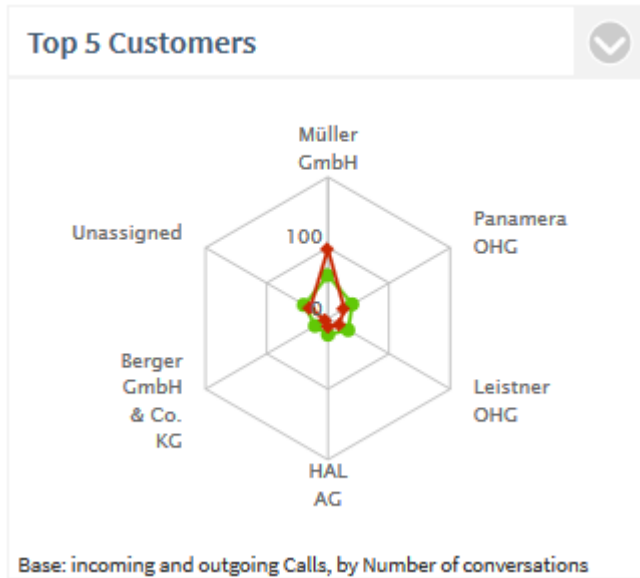 Top 5 Customers
Müller
GmbH
Panamera
OHG
Unassigned
100
0
Berger
GmbH
& Co.
KG
Leistner
OHG
HAL
AG
Base: incoming and outgoing Calls, by Number of conversations